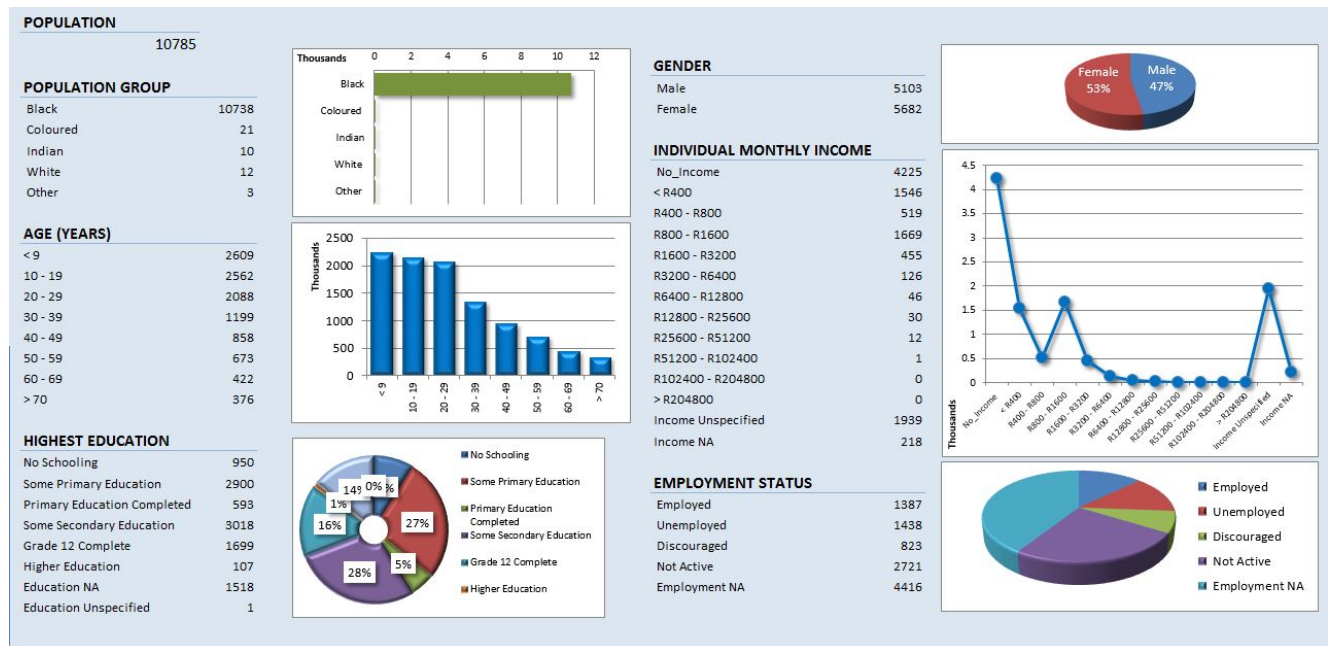 POPULATION
10785
POPULATION GROUP
Black 10738
Coloured 21
Indian 10
White 12
Other 3
AGE (YEARS)
< 9 2609
10 - 19 2562
20 - 29 2088
30 - 39 1199
40 - 49 858
50 - 59 673
60 - 69 422
> 70 376
HIGHEST EDUCATION
No Schooling 950
Some Primary Education 2900
Primary Education Completed 593
Some Secondary Education 3018
Grade 12 Complete 1699
Higher Education 107
Education NA 1518
Education Unspecified 1
Thousands 0 2 4 6 8 10 12
Black
Coloured
Indian
White
Other
Thousands
2500
2000
1500
1000
500
0
< 9
10 - 19
20 - 29
30 - 39
40 - 49
50 - 59
60 - 69
> 70
14% 0% %
1%
16% 27%
28% 5%
No Schooling
Some Primary Education
Primary Education
Completed
Some Secondary Education
Grade 12 Complete
Higher Education
GENDER
Male 5103
Female 5682
INDIVIDUAL MONTHLY INCOME
No_Income 4225
< R400 1546
R400 - R800 519
R800 - R1600 1669
R1600 - R3200 455
R3200 - R6400 126
R6400 - R12800 46
R12800 - R25600 30
R25600 - R51200 12
R51200 - R102400 1
R102400 - R204800 0
> R204800 0
Income Unspecified 1939
Income NA 218
EMPLOYMENT STATUS
Employed 1387
Unemployed 1438
Discouraged 823
Not Active 2721
Employment NA 4416
Female Male
53% 47%
4.5
4
3.5
3
2.5
2
1.5
1
0.5
0
Thousands
No_Income
< R400
R400 - R800
R800 - R1600
R1600 - R3200
R3200 - R6400
R6400 - R12800
R12800 - R25600
R25600 - R51200
R51200 - R102400
R102400 - R204800
> R204800
Income Unspecified
Income NA
Employed
Unemployed
Discouraged
Not Active
Employment NA